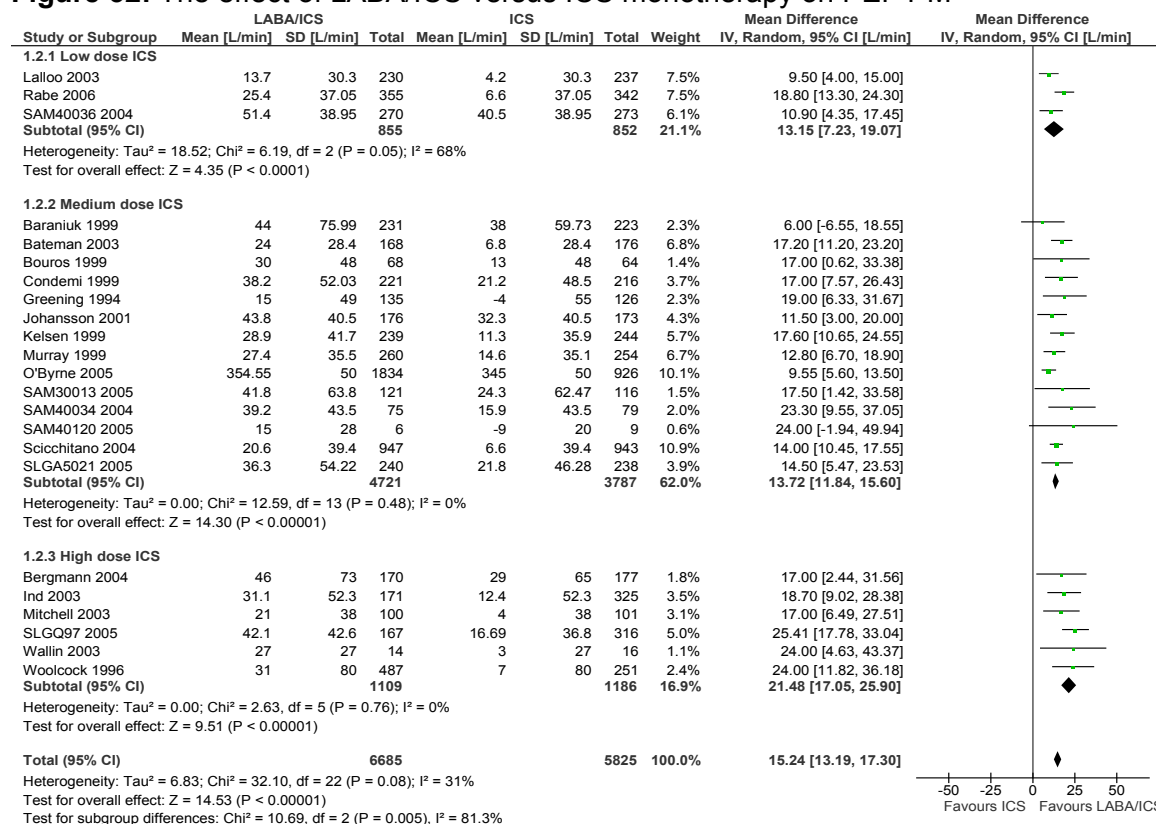 Figure The effect of LABA/ICS versus ICS monotherapy on PEF PM
LABA/ICS ICS Mean Difference Mean Difference
Study or Subgroup Mean [L/min] SD [L/min] Total Mean [L/min] SD [L/min] Total Weight IV, Random, 95% CI [L/min] IV, Random, 95% CI [L/min]
1.2.1 Low dose ICS
Lalloo 2003 13.7 30.3 230 4.2 30.3 237 7.5% 9.50 [4.00, 15.00]
Rabe 2006 25.4 37.05 355 6.6 37.05 342 7.5% 18.80 [13.30, 24.30]
SAM40036 2004 51.4 38.95 270 40.5 38.95 273 6.1% 10.90 [4.35, 17.45]
Subtotal (95% CI) 855 852 21.1% 13.15 [7.23, 19.07]
Heterogeneity: Tau² = 18.52; Chi² = 6.19, df = 2 (P = 0.05); I² = 68%
Test for overall effect: Z = 4.35 (P < 0.0001)
1.2.2 Medium dose ICS
Baraniuk 1999 44 75.99 231 38 59.73 223 2.3% 6.00 [-6.55, 18.55]
Bateman 2003 24 28.4 168 6.8 28.4 176 6.8% 17.20 [11.20, 23.20]
Bouros 1999 30 48 68 13 48 64 1.4% 17.00 [0.62, 33.38]
Condemi 1999 38.2 52.03 221 21.2 48.5 216 3.7% 17.00 [7.57, 26.43]
Greening 1994 15 49 135 -4 55 126 2.3% 19.00 [6.33, 31.67]
Johansson 2001 43.8 40.5 176 32.3 40.5 173 4.3% 11.50 [3.00, 20.00]
Kelsen 1999 28.9 41.7 239 11.3 35.9 244 5.7% 17.60 [10.65, 24.55]
Murray 1999 27.4 35.5 260 14.6 35.1 254 6.7% 12.80 [6.70, 18.90]
O'Byrne 2005 354.55 50 1834 345 50 926 10.1% 9.55 [5.60, 13.50]
SAM30013 2005 41.8 63.8 121 24.3 62.47 116 1.5% 17.50 [1.42, 33.58]
SAM40034 2004 39.2 43.5 75 15.9 43.5 79 2.0% 23.30 [9.55, 37.05]
SAM40120 2005 15 28 6 -9 20 9 0.6% 24.00 [-1.94, 49.94]
Scicchitano 2004 20.6 39.4 947 6.6 39.4 943 10.9% 14.00 [10.45, 17.55]
SLGA5021 2005 36.3 54.22 240 21.8 46.28 238 3.9% 14.50 [5.47, 23.53]
Subtotal (95% CI) 4721 3787 62.0% 13.72 [11.84, 15.60]
Heterogeneity: Tau² = 0.00; Chi² = 12.59, df = 13 (P = 0.48); I² = 0%
Test for overall effect: Z = 14.30 (P < 0.00001)
1.2.3 High dose ICS
Bergmann 2004 46 73 170 29 65 177 1.8% 17.00 [2.44, 31.56]
Ind 2003 31.1 52.3 171 12.4 52.3 325 3.5% 18.70 [9.02, 28.38]
Mitchell 2003 21 38 100 4 38 101 3.1% 17.00 [6.49, 27.51]
SLGQ97 2005 42.1 42.6 167 16.69 36.8 316 5.0% 25.41 [17.78, 33.04]
Wallin 2003 27 27 14 3 27 16 1.1% 24.00 [4.63, 43.37]
Woolcock 1996 31 80 487 7 80 251 2.4% 24.00 [11.82, 36.18]
Subtotal (95% CI) 1109 1186 16.9% 21.48 [17.05, 25.90]
Heterogeneity: Tau² = 0.00; Chi² = 2.63, df = 5 (P = 0.76); I² = 0%
Test for overall effect: Z = 9.51 (P < 0.00001)
Total (95% CI) 6685 5825 100.0% 15.24 [13.19, 17.30]
Heterogeneity: Tau² = 6.83; Chi² = 32.10, df = 22 (P = 0.08); I² = 31%
Test for overall effect: Z = 14.53 (P < 0.00001)
Test for subgroup differences: Chi² = 10.69, df = 2 (P = 0.005), I² = 81.3%
-50 -25 0 25 50
Favours ICS Favours LABA/ICS